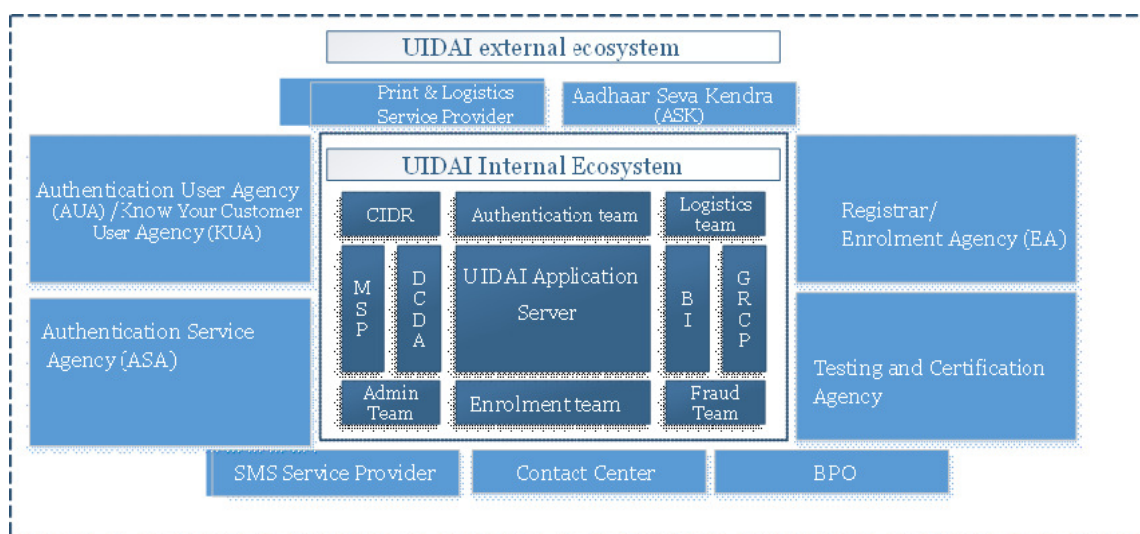 UIDAI external ecosystem
Print & Logistics
Service Provider
Aadhaar Seva Kendra
(ASK)
UIDAI Internal Ecosystem
Authentication User Agency
(AUA) /Know Your Customer
User Agency (KUA)
CIDR
Authentication team
Logistics
team
Registrar/
Enrolment Agency (EA)
M
S
P
D
C
D
A
UIDAI Application
Server
B
I
G
R
C
P
Authentication Service
Agency (ASA)
Testing and Certification
Agency
Admin
Team
Enrolment team
Fraud
Team
SMS Service Provider
Contact Center
BPO